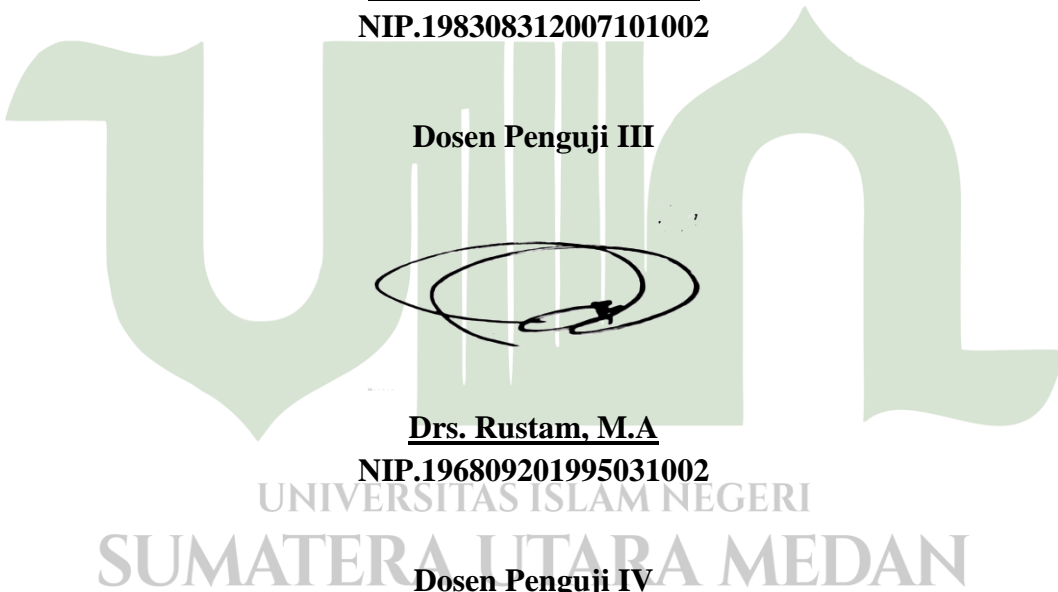 NIP.198308312007101002
Dosen Penguji III
Drs. Rustam, M.A
NIP.196809201995031002
UNIVERSITAS ISLAM NEGERI
SUMATERA UTARA MEDAN
Dosen Penguji IV